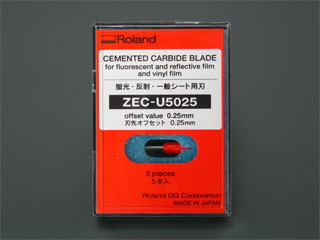 Roland
CEMENTED CARBIDE BLADE
for fluorescent and reflective film
and vinyl film
蛍光・反射・一般シート用刃
ZEC-U5025
offset value 0.25mm
刃先オフセット 0.25mm
5 pieces
5本入
Roland DG Corporation
MADE IN JAPAN